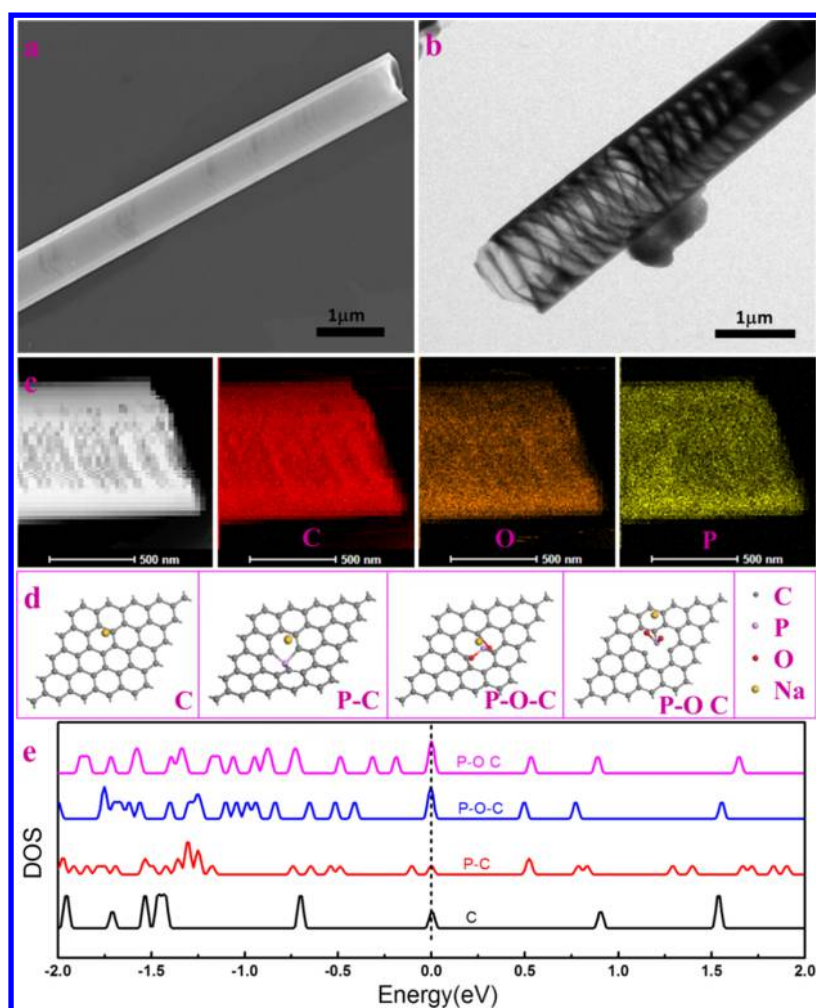 a
b
1μm
1μm
c
C
O
P
500 nm
500 nm
500 nm
500 nm
d
C
P-C
P-O-C
P-O C
C
P
O
Na
e
P-O C
P-O-C
P-C
C
DOS
-2.0 -1.5 -1.0 -0.5 0.0 0.5 1.0 1.5 2.0
Energy(eV)